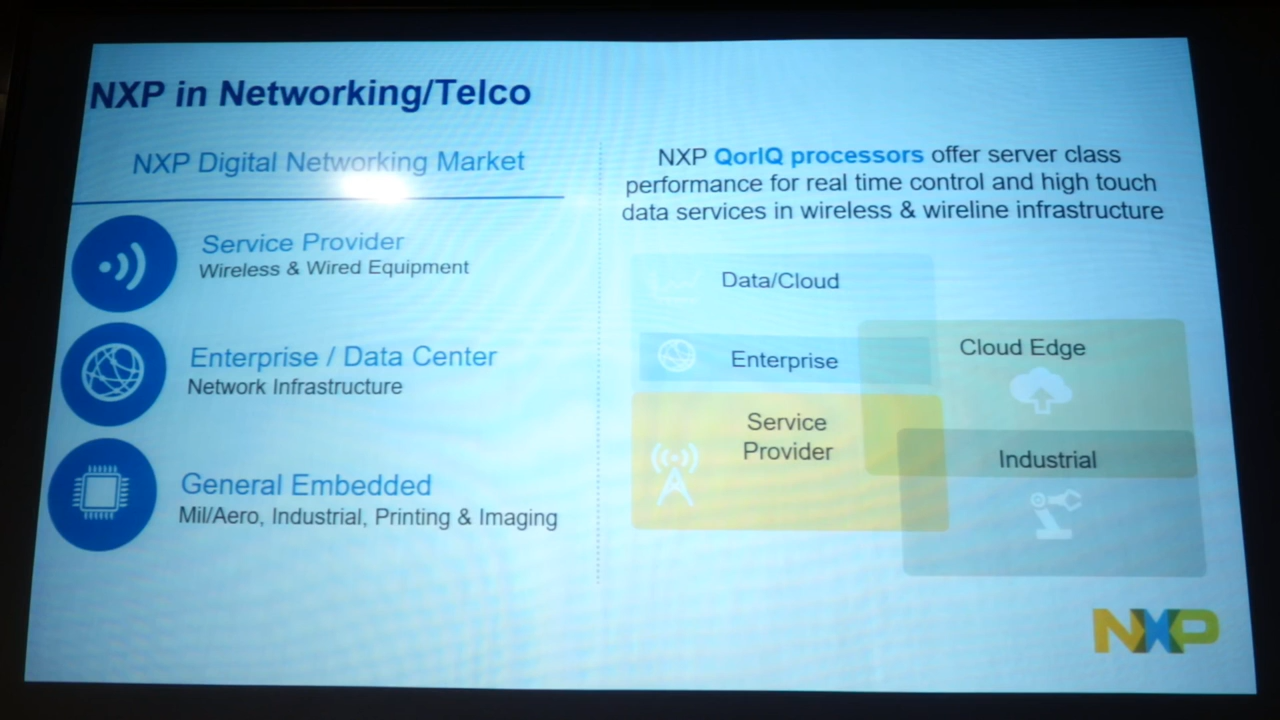 NXP in Networking/Telco
NXP Digital Networking Market
Service Provider
Wireless & Wired Equipment
Enterprise / Data Center
Network Infrastructure
General Embedded
Mil/Aero, Industrial, Printing & Imaging
NXP QorIQ processors offer server class
performance for real time control and high touch
data services in wireless & wireline infrastructure
Data/Cloud
Enterprise
Service
Provider
Cloud Edge
Industrial
NXP